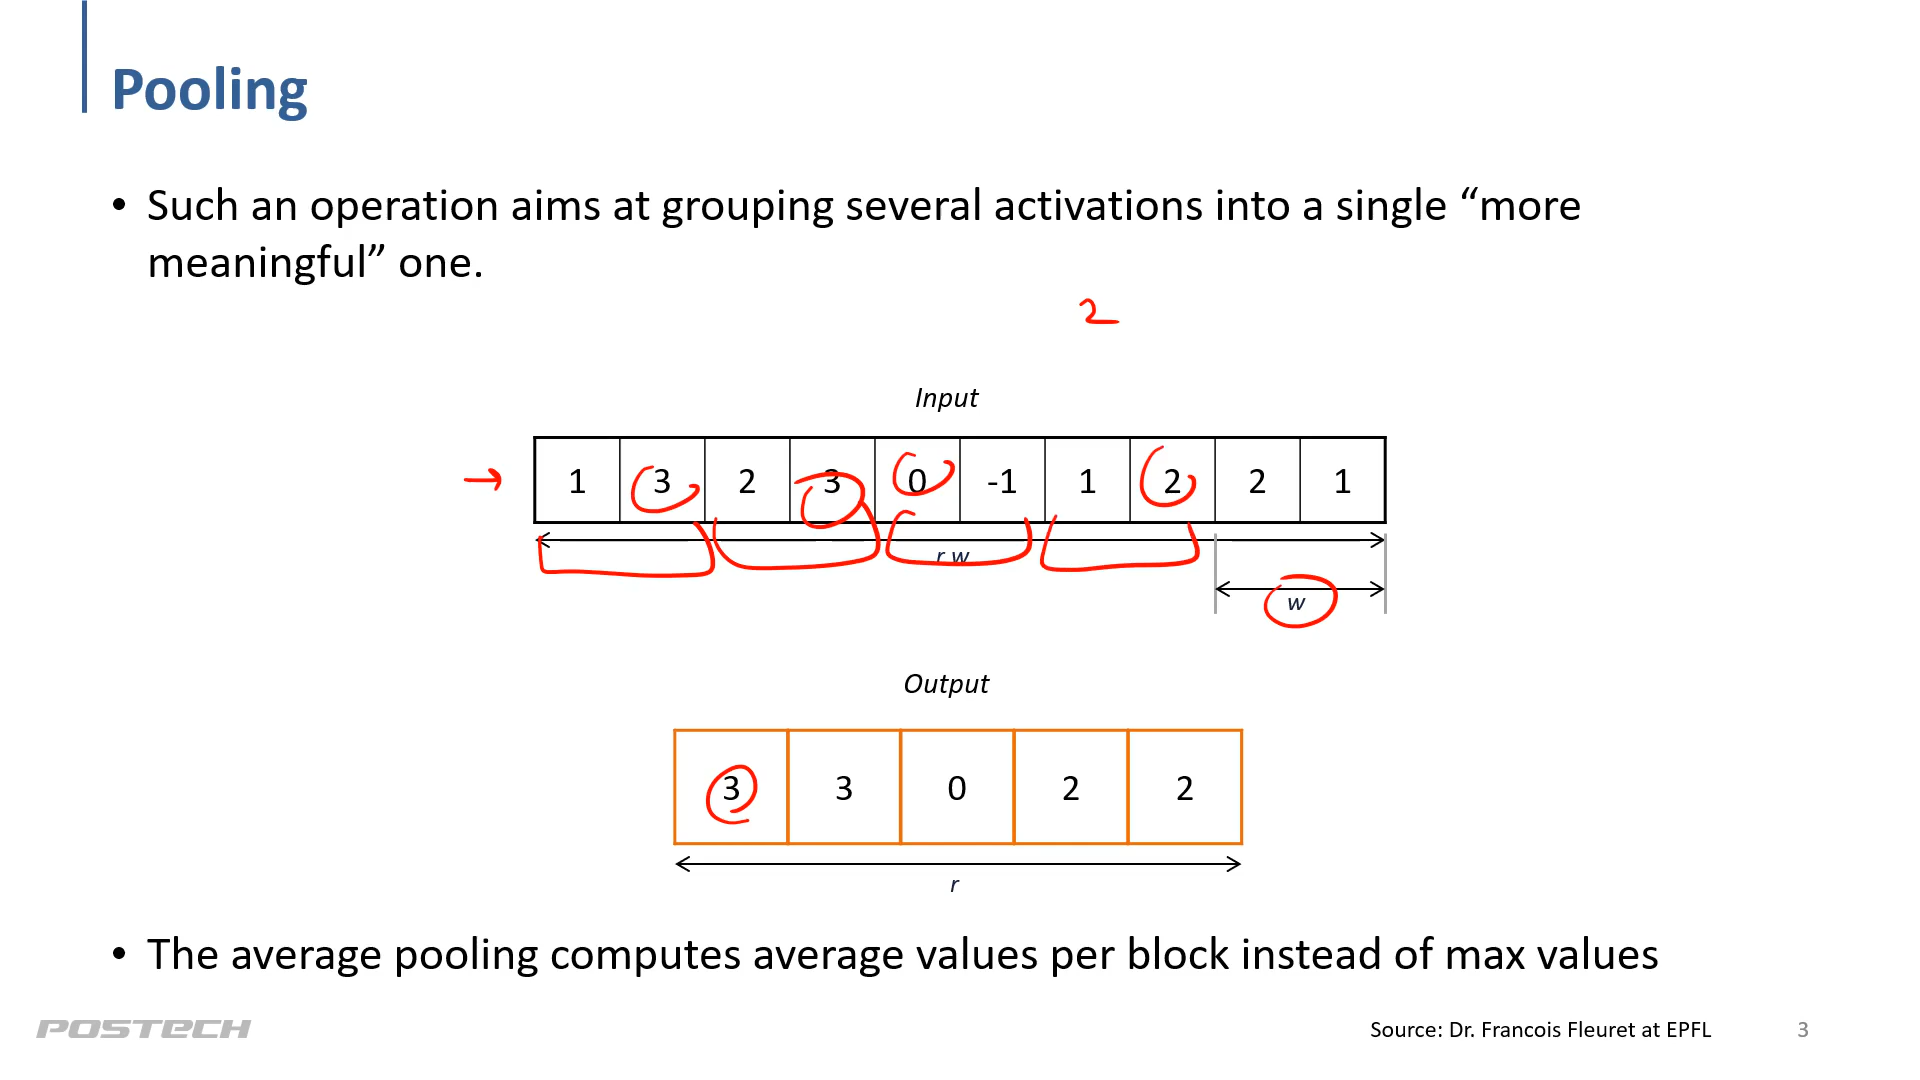 Pooling
• Such an operation aims at grouping several activations into a single “more
meaningful” one.
2
Input
1 3 2 3 0 -1 1 2 2 1
r w
w
Output
3 3 0 2 2
r
• The average pooling computes average values per block instead of max values
POSTECH
Source: Dr. Francois Fleuret at EPFL
3